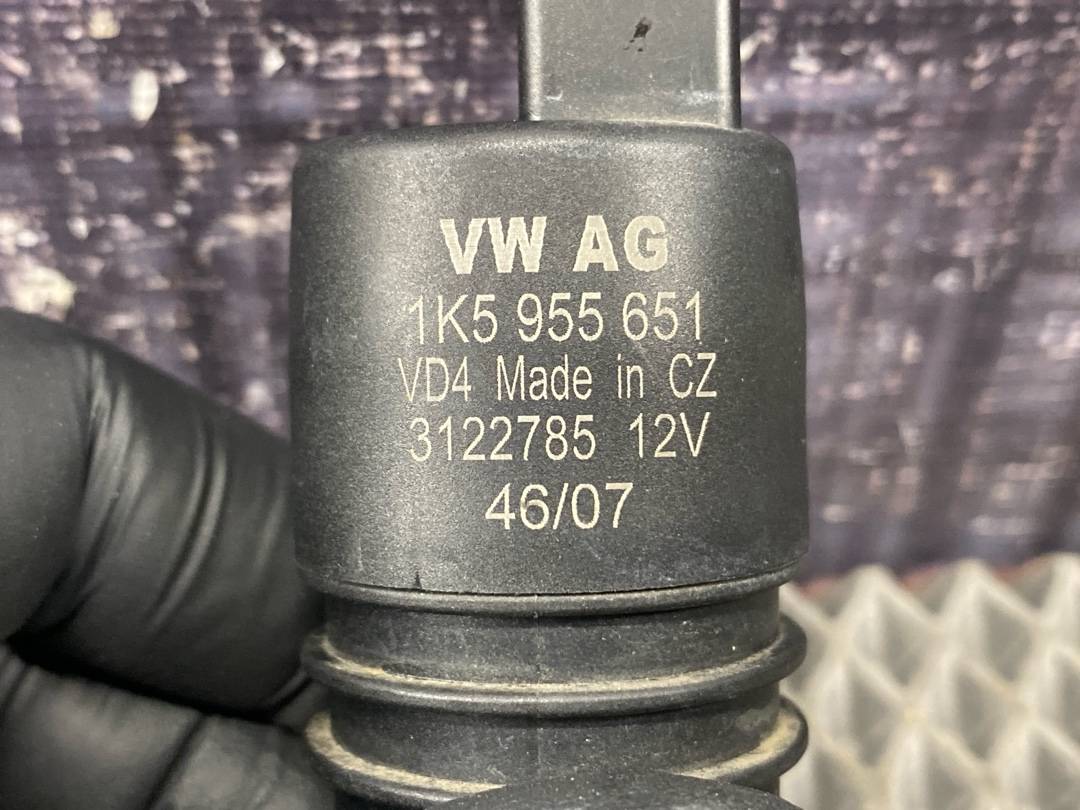 VW AG
1K5 955 651
VD4 Made in CZ
3122785 12V
46/07